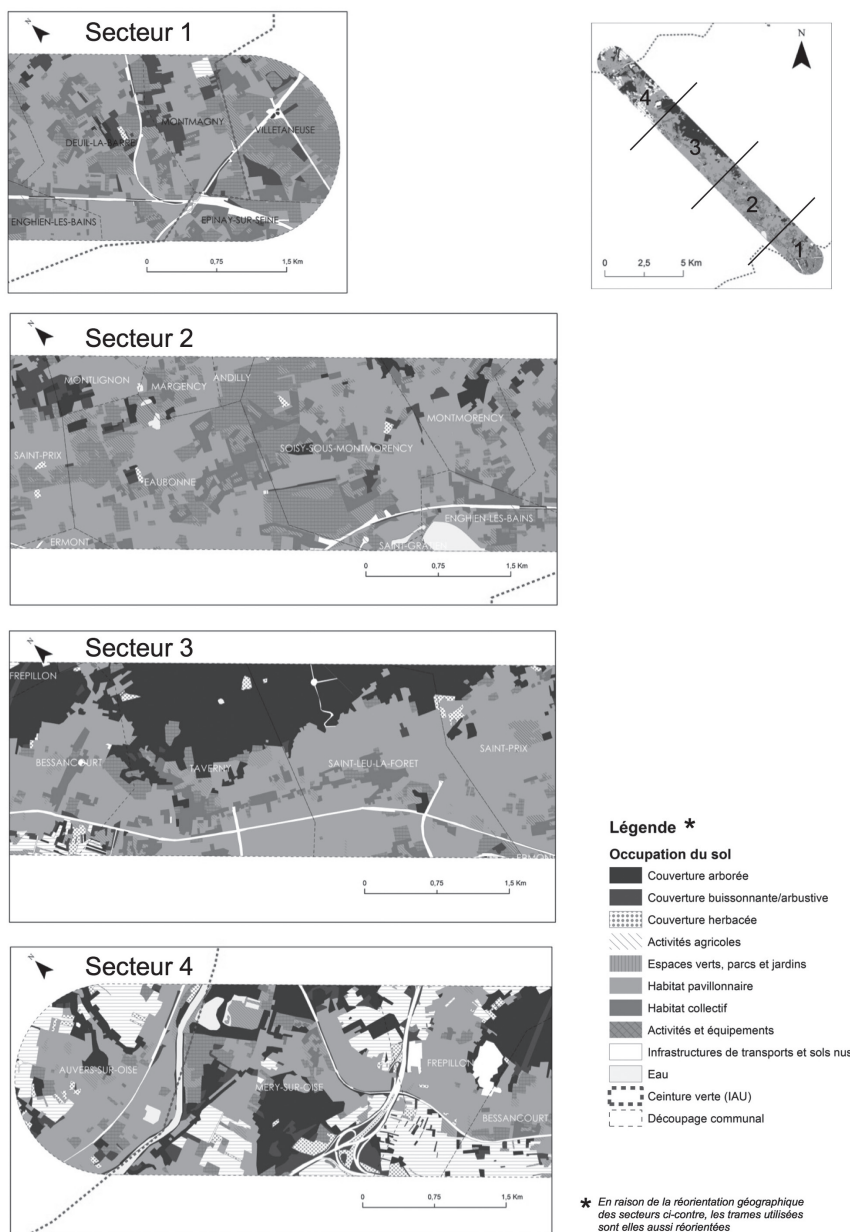 N
Secteur 1
MONTMAGNY
VILLETANEUSE
DEUIL-LA-BARRE
ENGHIEN-LES-BAINS
EPINAY-SUR-SEINE
0 0,75 1,5 Km
N
4
3
2
1
0 2,5 5 Km
N
Secteur 2
MONTLIGNON
MARGENCY
ANDILLY
MONTMORENCY
SAINT-PRIX
SOISY-SOUS-MONTMORENCY
EAUBONNE
ENGHIEN-LES-BAINS
ERMONT
0 0,75 1,5 Km
N
Secteur 3
FREPILLON
SAINT-PRIX
BESSANCOURT
TAVERNY
SAINT-LEU-LA-FORET
0 0,75 1,5 Km
N
Secteur 4
AUVERS-SUR-OISE
MERY-SUR-OISE
FREPILLON
BESSANCOURT
0 0,75 1,5 Km
Légende *
Occupation du sol
Couverture arborée
Couverture buissonnante/arbustive
Couverture herbacée
Activités agricoles
Espaces verts, parcs et jardins
Habitat pavillonnaire
Habitat collectif
Activités et équipements
Infrastructures de transports et sols nus
Eau
Ceinture verte (IAU)
Découpage communal
* En raison de la réorientation géographique
des secteurs ci-contre, les trames utilisées
sont elles aussi réorientées